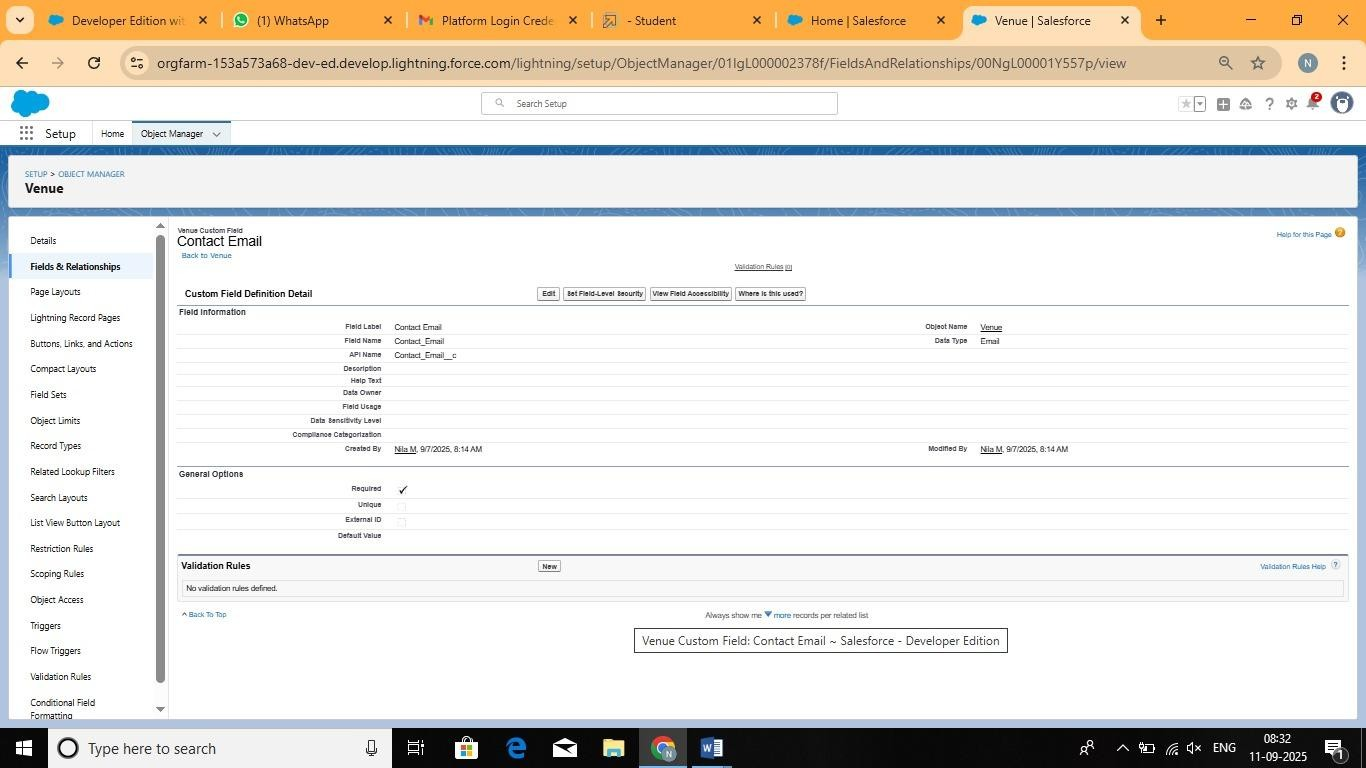 Developer Edition wit
(1) WhatsApp
Platform Login Crede
- Student
Home | Salesforce
Venue | Salesforce
orgfarm-153a573a68-dev-ed.develop.lightning.force.com/lightning/setup/ObjectManager/01IgL000002378f/FieldsAndRelationships/00NgL00001Y557p/view
N
Search Setup
2
Setup
Home
Object Manager
SETUP > OBJECT MANAGER
Venue
Details
Fields & Relationships
Page Layouts
Lightning Record Pages
Buttons, Links, and Actions
Compact Layouts
Field Sets
Object Limits
Record Types
Related Lookup Filters
Search Layouts
List View Button Layout
Restriction Rules
Scoping Rules
Object Access
Triggers
Flow Triggers
Validation Rules
Conditional Field
Formatting
Venue Custom Field
Contact Email
Back to Venue
Help for this Page ?
Validation Rules [0]
Custom Field Definition Detail
Edit
Set Field-Level Security
View Field Accessibility
Where is this used?
Field Information
Field Label Contact Email Object Name Venue
Field Name Contact_Email Data Type Email
API Name Contact_Email__c
Description
Help Text
Data Owner
Field Usage
Data Sensitivity Level
Compliance Categorization
Created By Nila M, 9/7/2025, 8:14 AM Modified By Nila M, 9/7/2025, 8:14 AM
General Options
Required ✓
Unique
External ID
Default Value
Validation Rules
New
Validation Rules Help ?
No validation rules defined.
^ Back To Top
Always show me ▼ more records per related list
Venue Custom Field: Contact Email ~ Salesforce - Developer Edition
Type here to search
ENG
08:32
11-09-2025
1